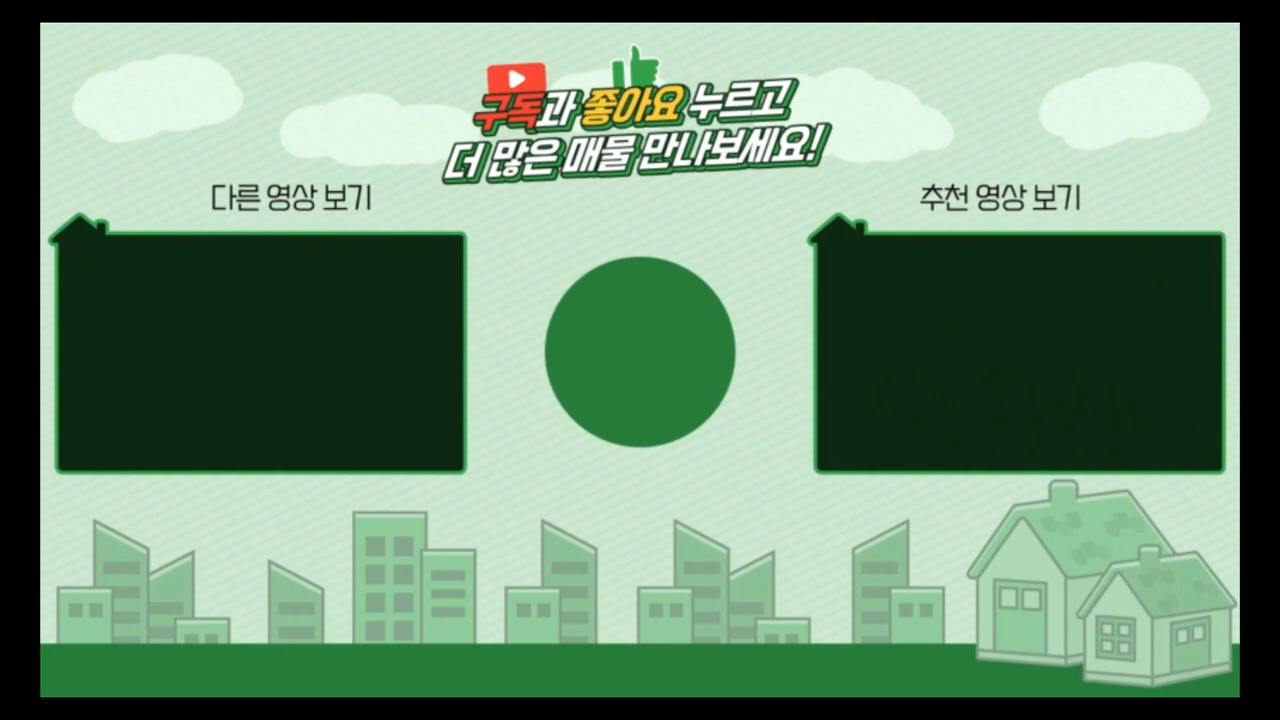 구독과 좋아요 누르고
더 많은 매물 만나보세요!
다른 영상 보기
추천 영상 보기